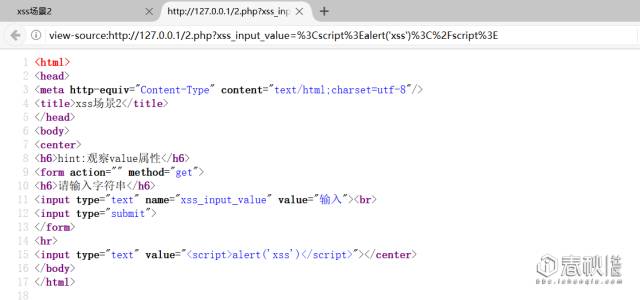 xss场景2
http://127.0.0.1/2.php?xss_inp
view-source:http://127.0.0.1/2.php?xss_input_value=%3Cscript%3Ealert('xss')%3C%2Fscript%3E
1 <html>
2 <head>
3 <meta http-equiv="Content-Type" content="text/html;charset=utf-8"/>
4 <title>xss场景2</title>
5 </head>
6 <body>
7 <center>
8 <h6>hint:观察value属性</h6>
9 <form action="" method="get">
10 <h6>请输入字符串</h6>
11 <input type="text" name="xss_input_value" value="输入"><br>
12 <input type="submit">
13 </form>
14 <hr>
15 <input type="text" value="<script>alert('xss')</script>"></center>
16 </body>
17 </html>
18
春秋
bbs.ichunqiu.com